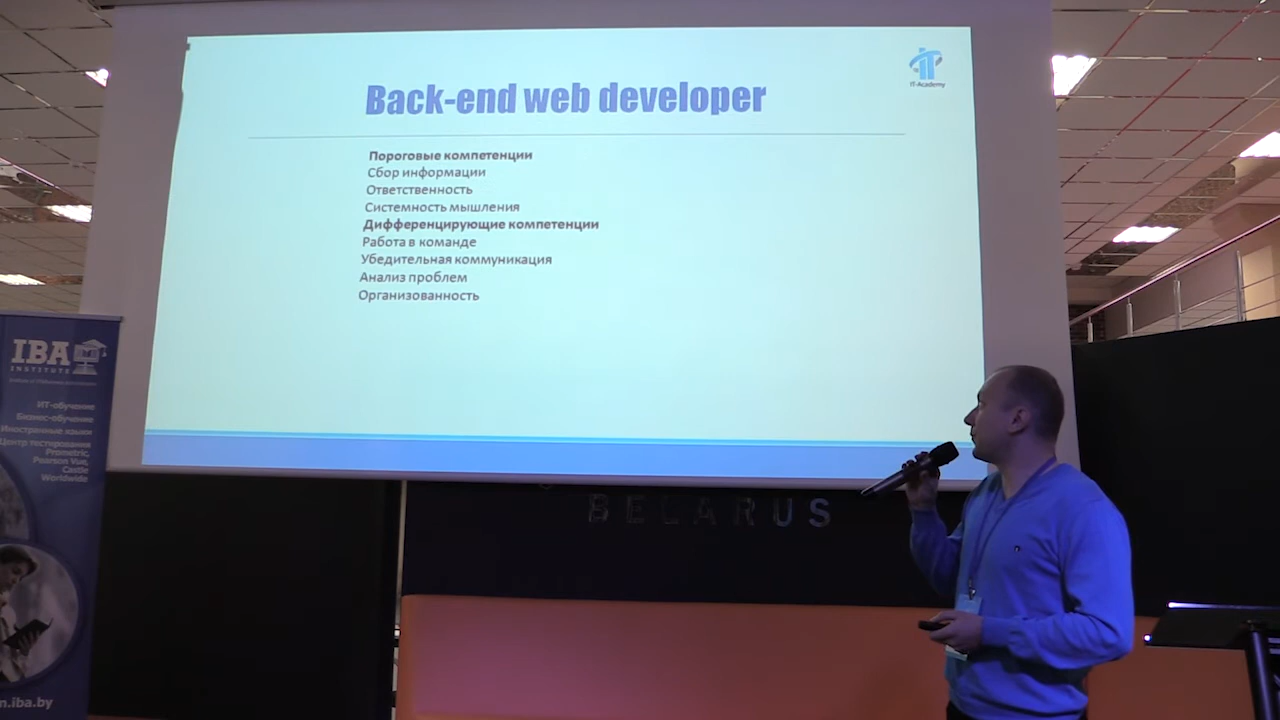 IT-Academy
Back-end web developer
Пороговые компетенции
Сбор информации
Ответственность
Системность мышления
Дифференцирующие компетенции
Работа в команде
Убедительная коммуникация
Анализ проблем
Организованность
IBA
INSTITUTE
ИТ-обучение
Бизнес-обучение
Иностранные языки
Центр тестирования
Prometric,
Pearson Vue,
Castle
Worldwide
n.iba.by
BELARUS